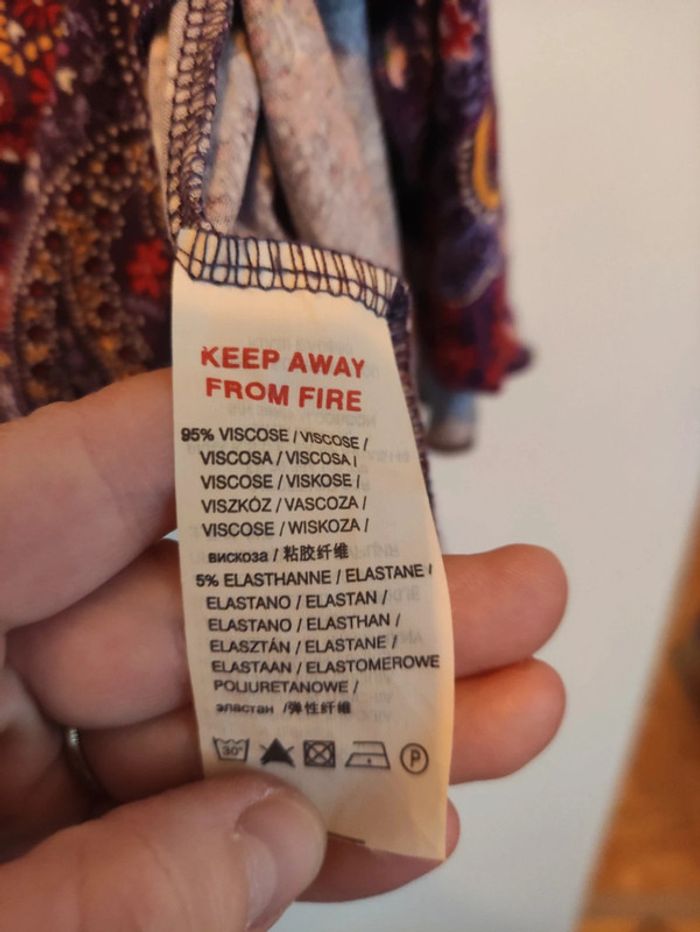 KEEP AWAY
FROM FIRE
95% VISCOSE / VISCOSE /
VISCOSA / VISCOSA /
VISCOSE / VISKOSE /
VISZKÓZ / VASCOZA /
VISCOSE / WISKOZA /
вискоза / 粘胶纤维
5% ELASTHANNE / ELASTANE /
ELASTANO / ELASTAN /
ELASTANO / ELASTHAN /
ELASZTÁN / ELASTANE /
ELASTAAN / ELASTOMEROWE
POLIURETANOWE /
эластан /弹性纤维
30°
P